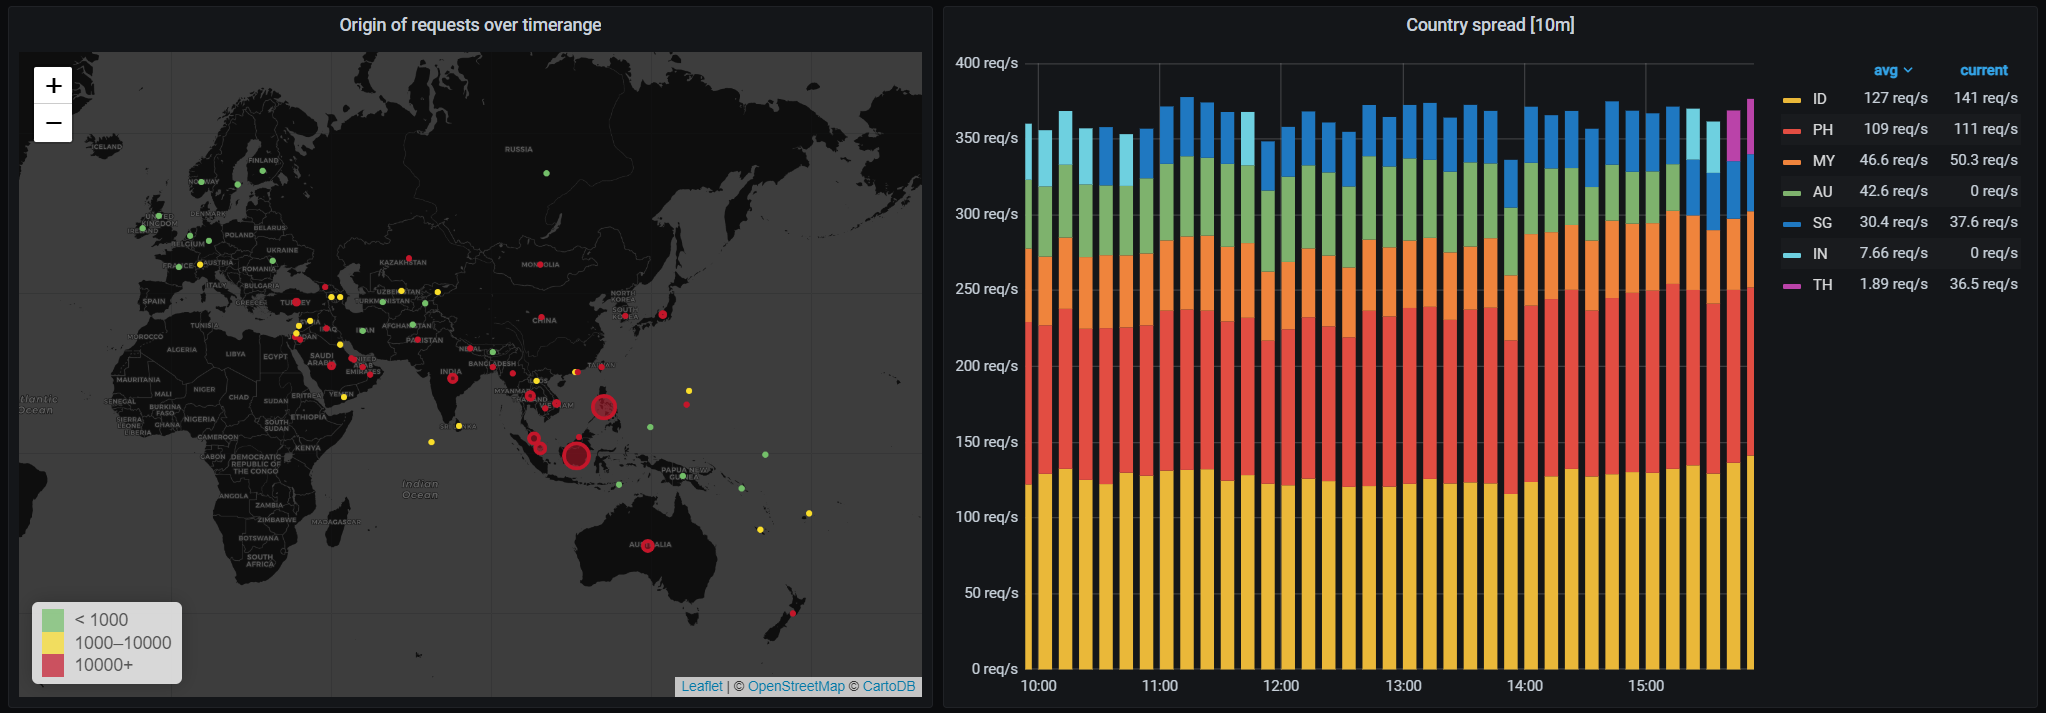 Origin of requests over timerange
+
−
ICELAND
RUSSIA
FINLAND
NORWAY
UNITED
KINGDOM
IRELAND
DENMARK
BELARUS
POLAND
BELGIUM
UKRAINE
FRANCE
AUSTRIA
ROMANIA
KAZAKHSTAN
MONGOLIA
ITALY
BULGARIA
SPAIN
GREECE
TURKEY
UZBEKISTAN
TURKMENISTAN
NORTH
KOREA
SOUTH
KOREA
CHINA
TUNISIA
SYRIA
IRAQ
IRAN
AFGHANISTAN
MOROCCO
JORDAN
PAKISTAN
ALGERIA
LIBYA
EGYPT
SAUDI
ARABIA
UNITED
ARAB
EMIRATES
NEPAL
BANGLADESH
TAIWAN
INDIA
MAURITANIA
NIGER
MALI
CHAD
SUDAN
ERITREA
YEMEN
MYANMAR
LAOS
THAILAND
VIETNAM
tlantic
Ocean
SENEGAL
BURKINA
FASO
NIGERIA
GHANA
SIERRA
LEONE
LIBERIA
ETHIOPIA
SOUTH
SUDAN
CAMEROON
SRI LANKA
KENYA
GABON
DEMOCRATIC
REPUBLIC OF
THE CONGO
PAPUA NEW
GUINEA
Indian
Ocean
ANGOLA
ZAMBIA
ZIMBABWE
MADAGASCAR
BOTSWANA
SOUTH
AFRICA
AUSTRALIA
< 1000
1000–10000
10000+
Leaflet | © OpenStreetMap © CartoDB
Country spread [10m]
400 req/s
350 req/s
300 req/s
250 req/s
200 req/s
150 req/s
100 req/s
50 req/s
0 req/s
10:00 11:00 12:00 13:00 14:00 15:00
avg current
ID 127 req/s 141 req/s
PH 109 req/s 111 req/s
MY 46.6 req/s 50.3 req/s
AU 42.6 req/s 0 req/s
SG 30.4 req/s 37.6 req/s
IN 7.66 req/s 0 req/s
TH 1.89 req/s 36.5 req/s